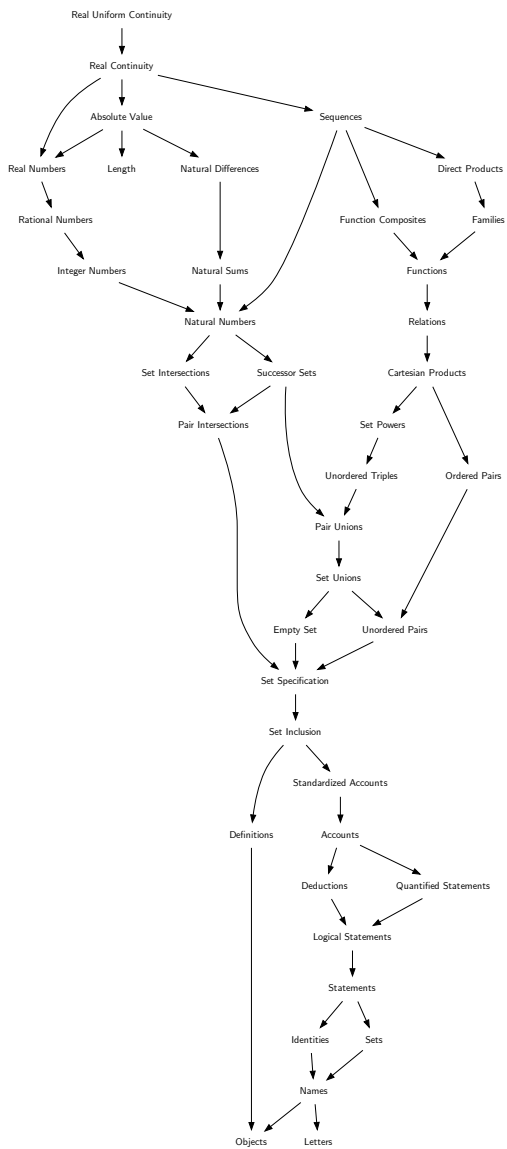 Real Uniform Continuity
Real Continuity
Absolute Value
Sequences
Real Numbers
Length
Natural Differences
Direct Products
Rational Numbers
Function Composites
Families
Integer Numbers
Natural Sums
Functions
Natural Numbers
Relations
Set Intersections
Successor Sets
Cartesian Products
Pair Intersections
Set Powers
Unordered Triples
Ordered Pairs
Pair Unions
Set Unions
Empty Set
Unordered Pairs
Set Specification
Set Inclusion
Standardized Accounts
Definitions
Accounts
Deductions
Quantified Statements
Logical Statements
Statements
Identities
Sets
Names
Objects
Letters